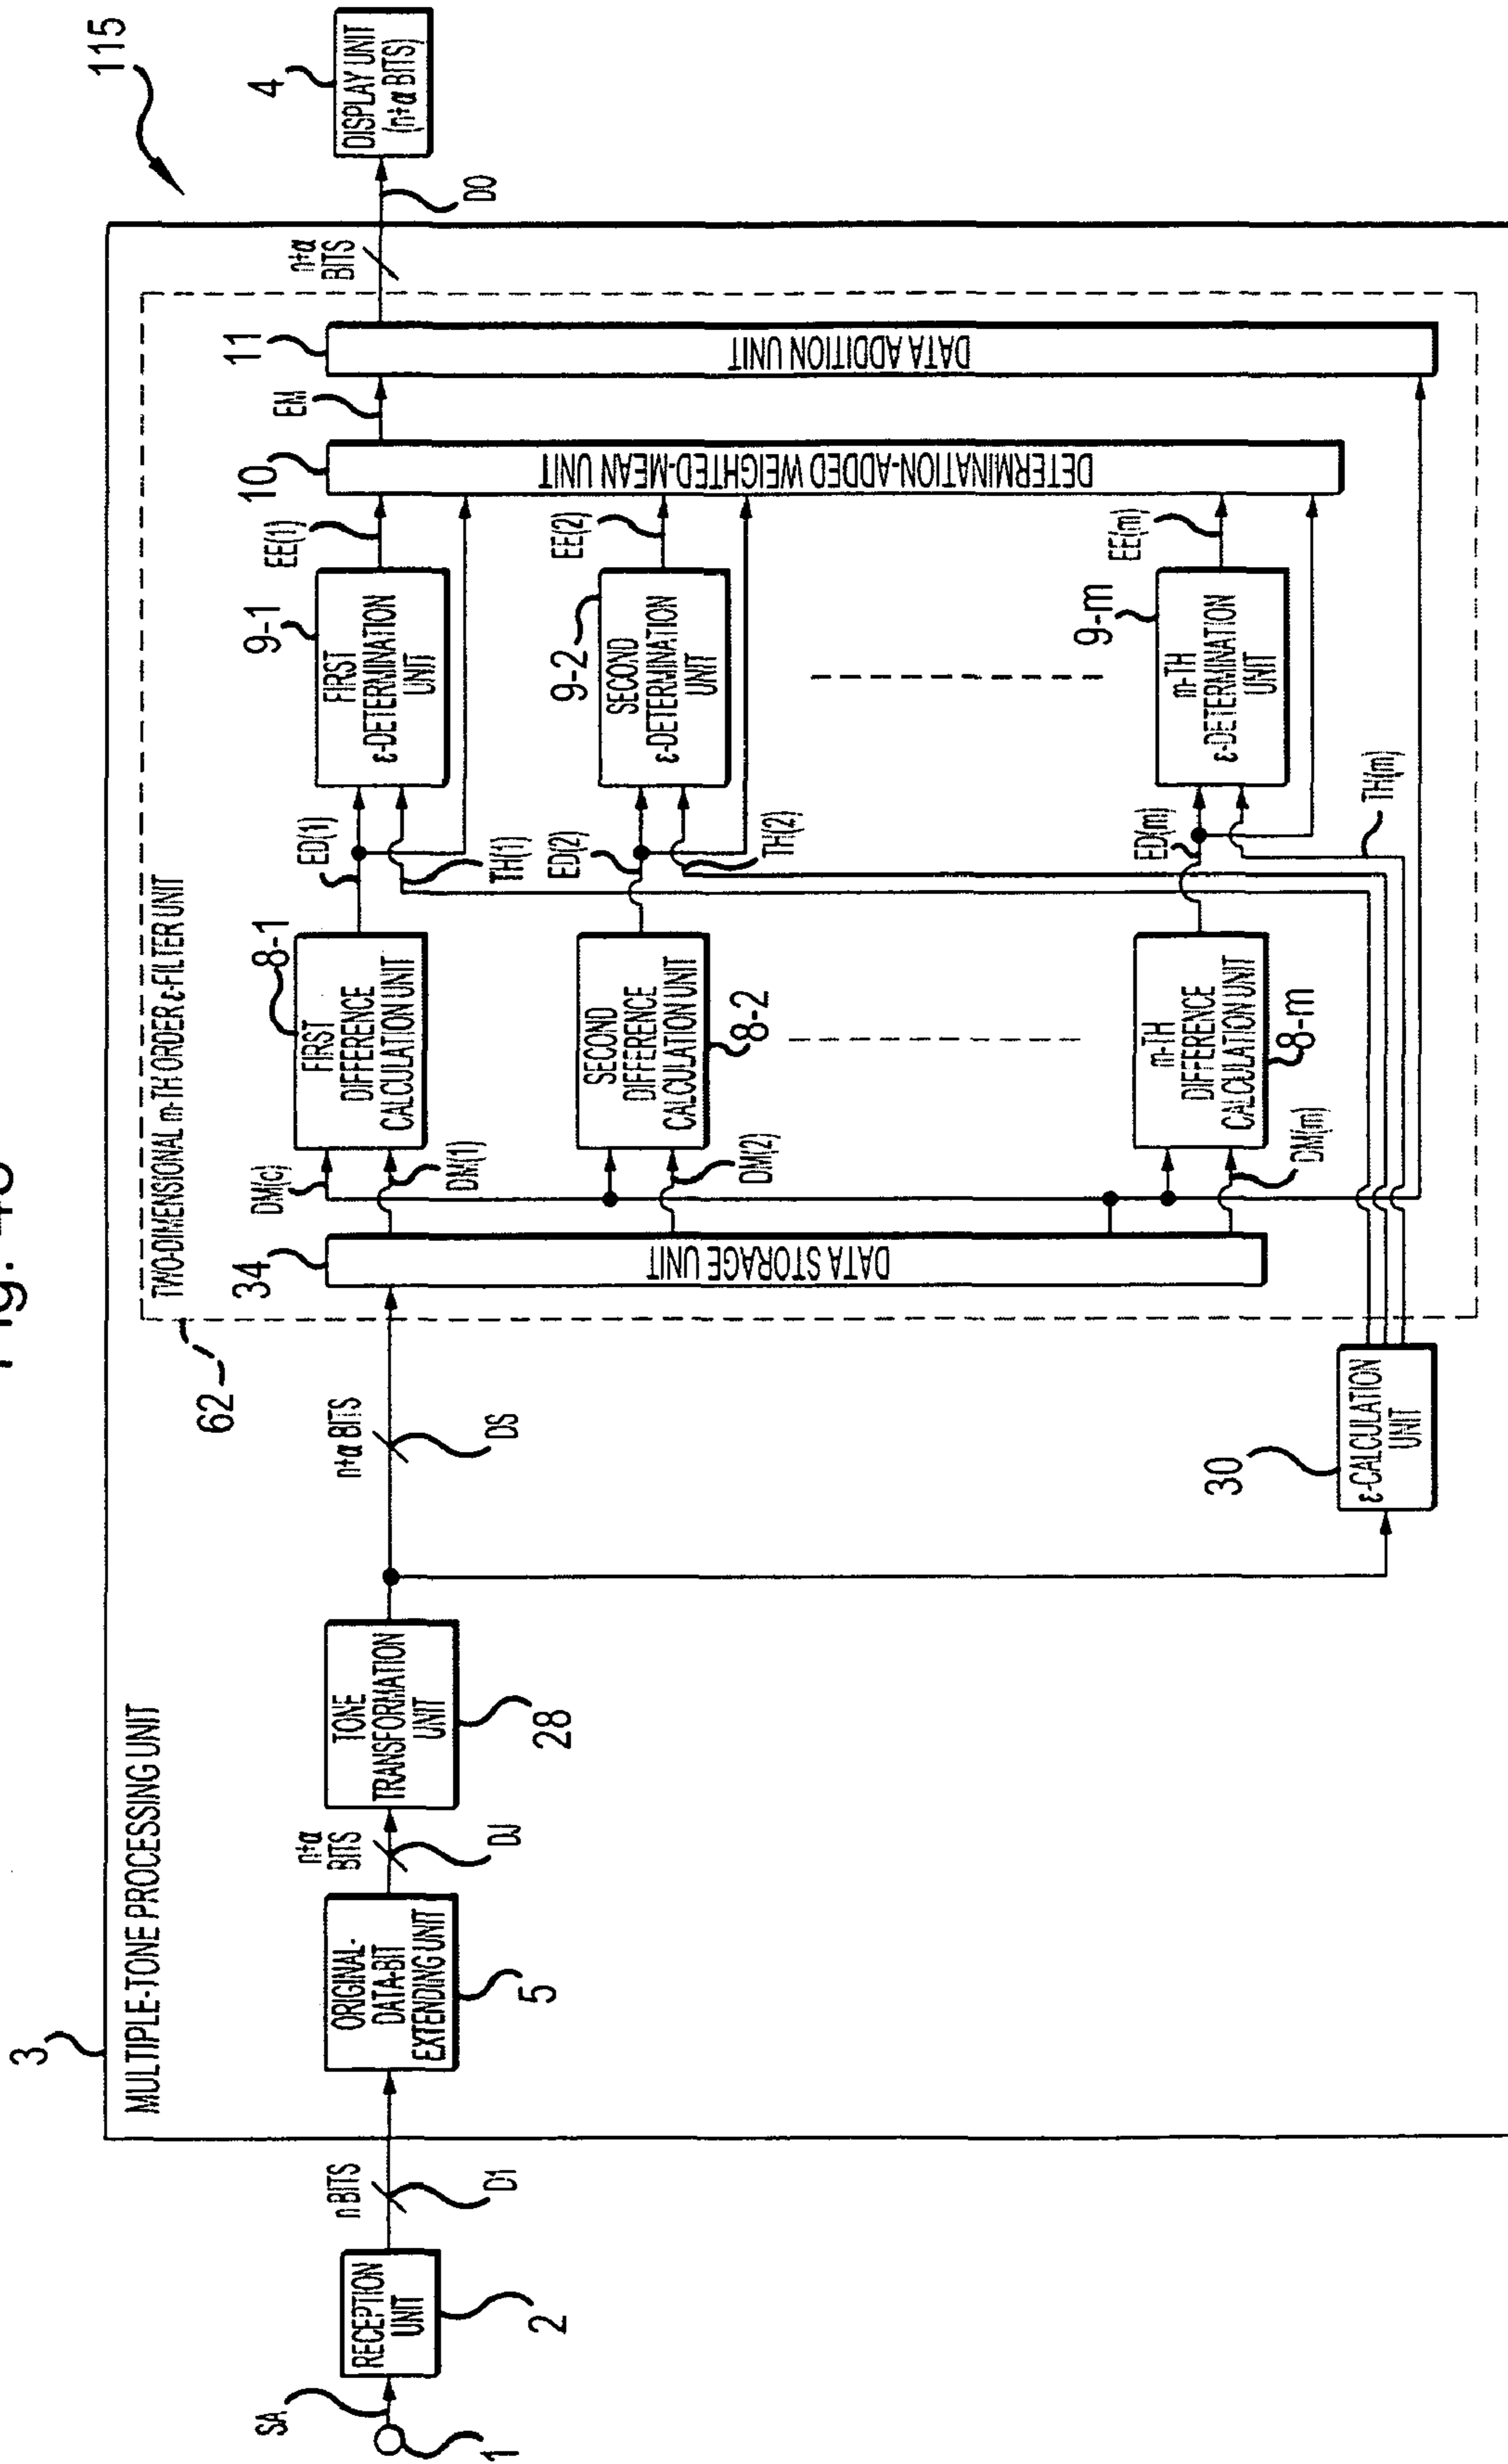 3
MULTIPLE-TONE PROCESSING UNIT
115
1
SA
RECEPTION
UNIT
2
n BITS
D1
ORIGINAL-
DATA-BIT
EXTENDING UNIT
5
n+α
BITS
DJ
TONE
TRANSFORMATION
UNIT
28
n+α BITS
DS
ε-CALCULATION
UNIT
30
62
TWO-DIMENSIONAL m-TH ORDER ε-FILTER UNIT
34
DATA STORAGE UNIT
DM(c)
DM(1)
DM(2)
DM(m)
FIRST
DIFFERENCE
CALCULATION UNIT
8-1
SECOND
DIFFERENCE
CALCULATION UNIT
8-2
m-TH
DIFFERENCE
CALCULATION UNIT
8-m
ED(1)
TH(1)
ED(2)
TH(2)
ED(m)
TH(m)
9-1
FIRST
ε-DETERMINATION
UNIT
9-2
SECOND
ε-DETERMINATION
UNIT
9-m
m-TH
ε-DETERMINATION
UNIT
EE(1)
EE(2)
EE(m)
10
DETERMINATION-ADDED WEIGHTED-MEAN UNIT
EM
11
DATA ADDITION UNIT
n+α
BITS
DO
4
DISPLAY UNIT
(n+α BITS)